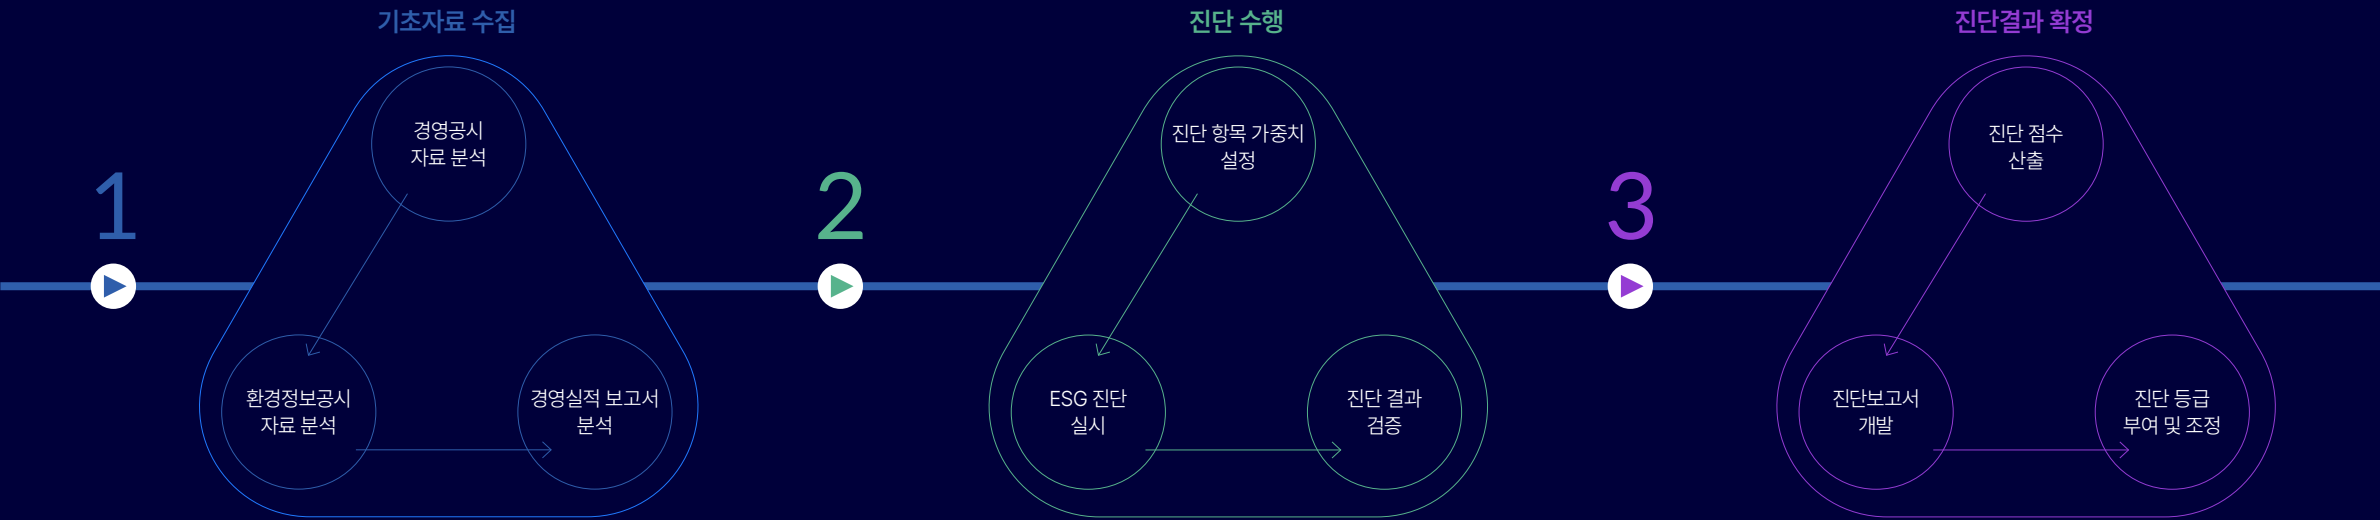 1
기초자료 수집
경영공시
자료 분석
환경정보공시
자료 분석
경영실적 보고서
분석
2
진단 수행
진단 항목 가중치
설정
ESG 진단
실시
진단 결과
검증
3
진단결과 확정
진단 점수
산출
진단보고서
개발
진단 등급
부여 및 조정